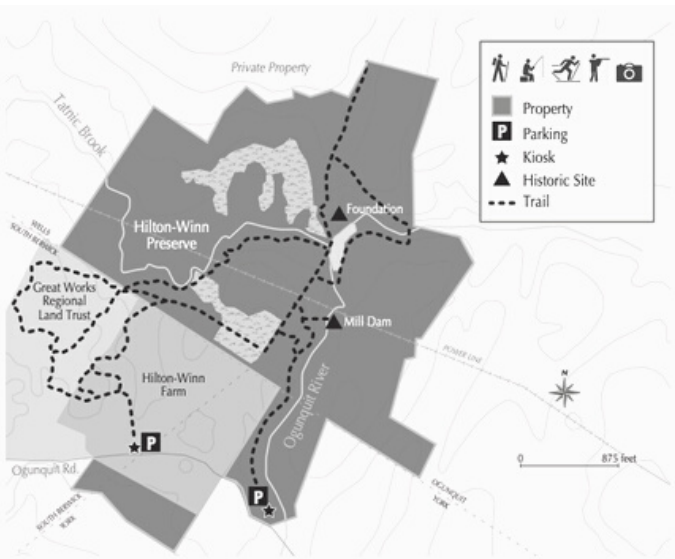 Private Property
Tatnic Brook
Property
P Parking
Kiosk
Historic Site
Trail
Foundation
Hilton-Winn
Preserve
WELLS
SOUTH BERWICK
Great Works
Regional
Land Trust
Mill Dam
POWER LINE
Hilton-Winn
Farm
Ogunquit River
N
P
0 875 feet
Ogunquit Rd.
P
SOUTH BERWICK
YORK
OGUNQUIT
YORK